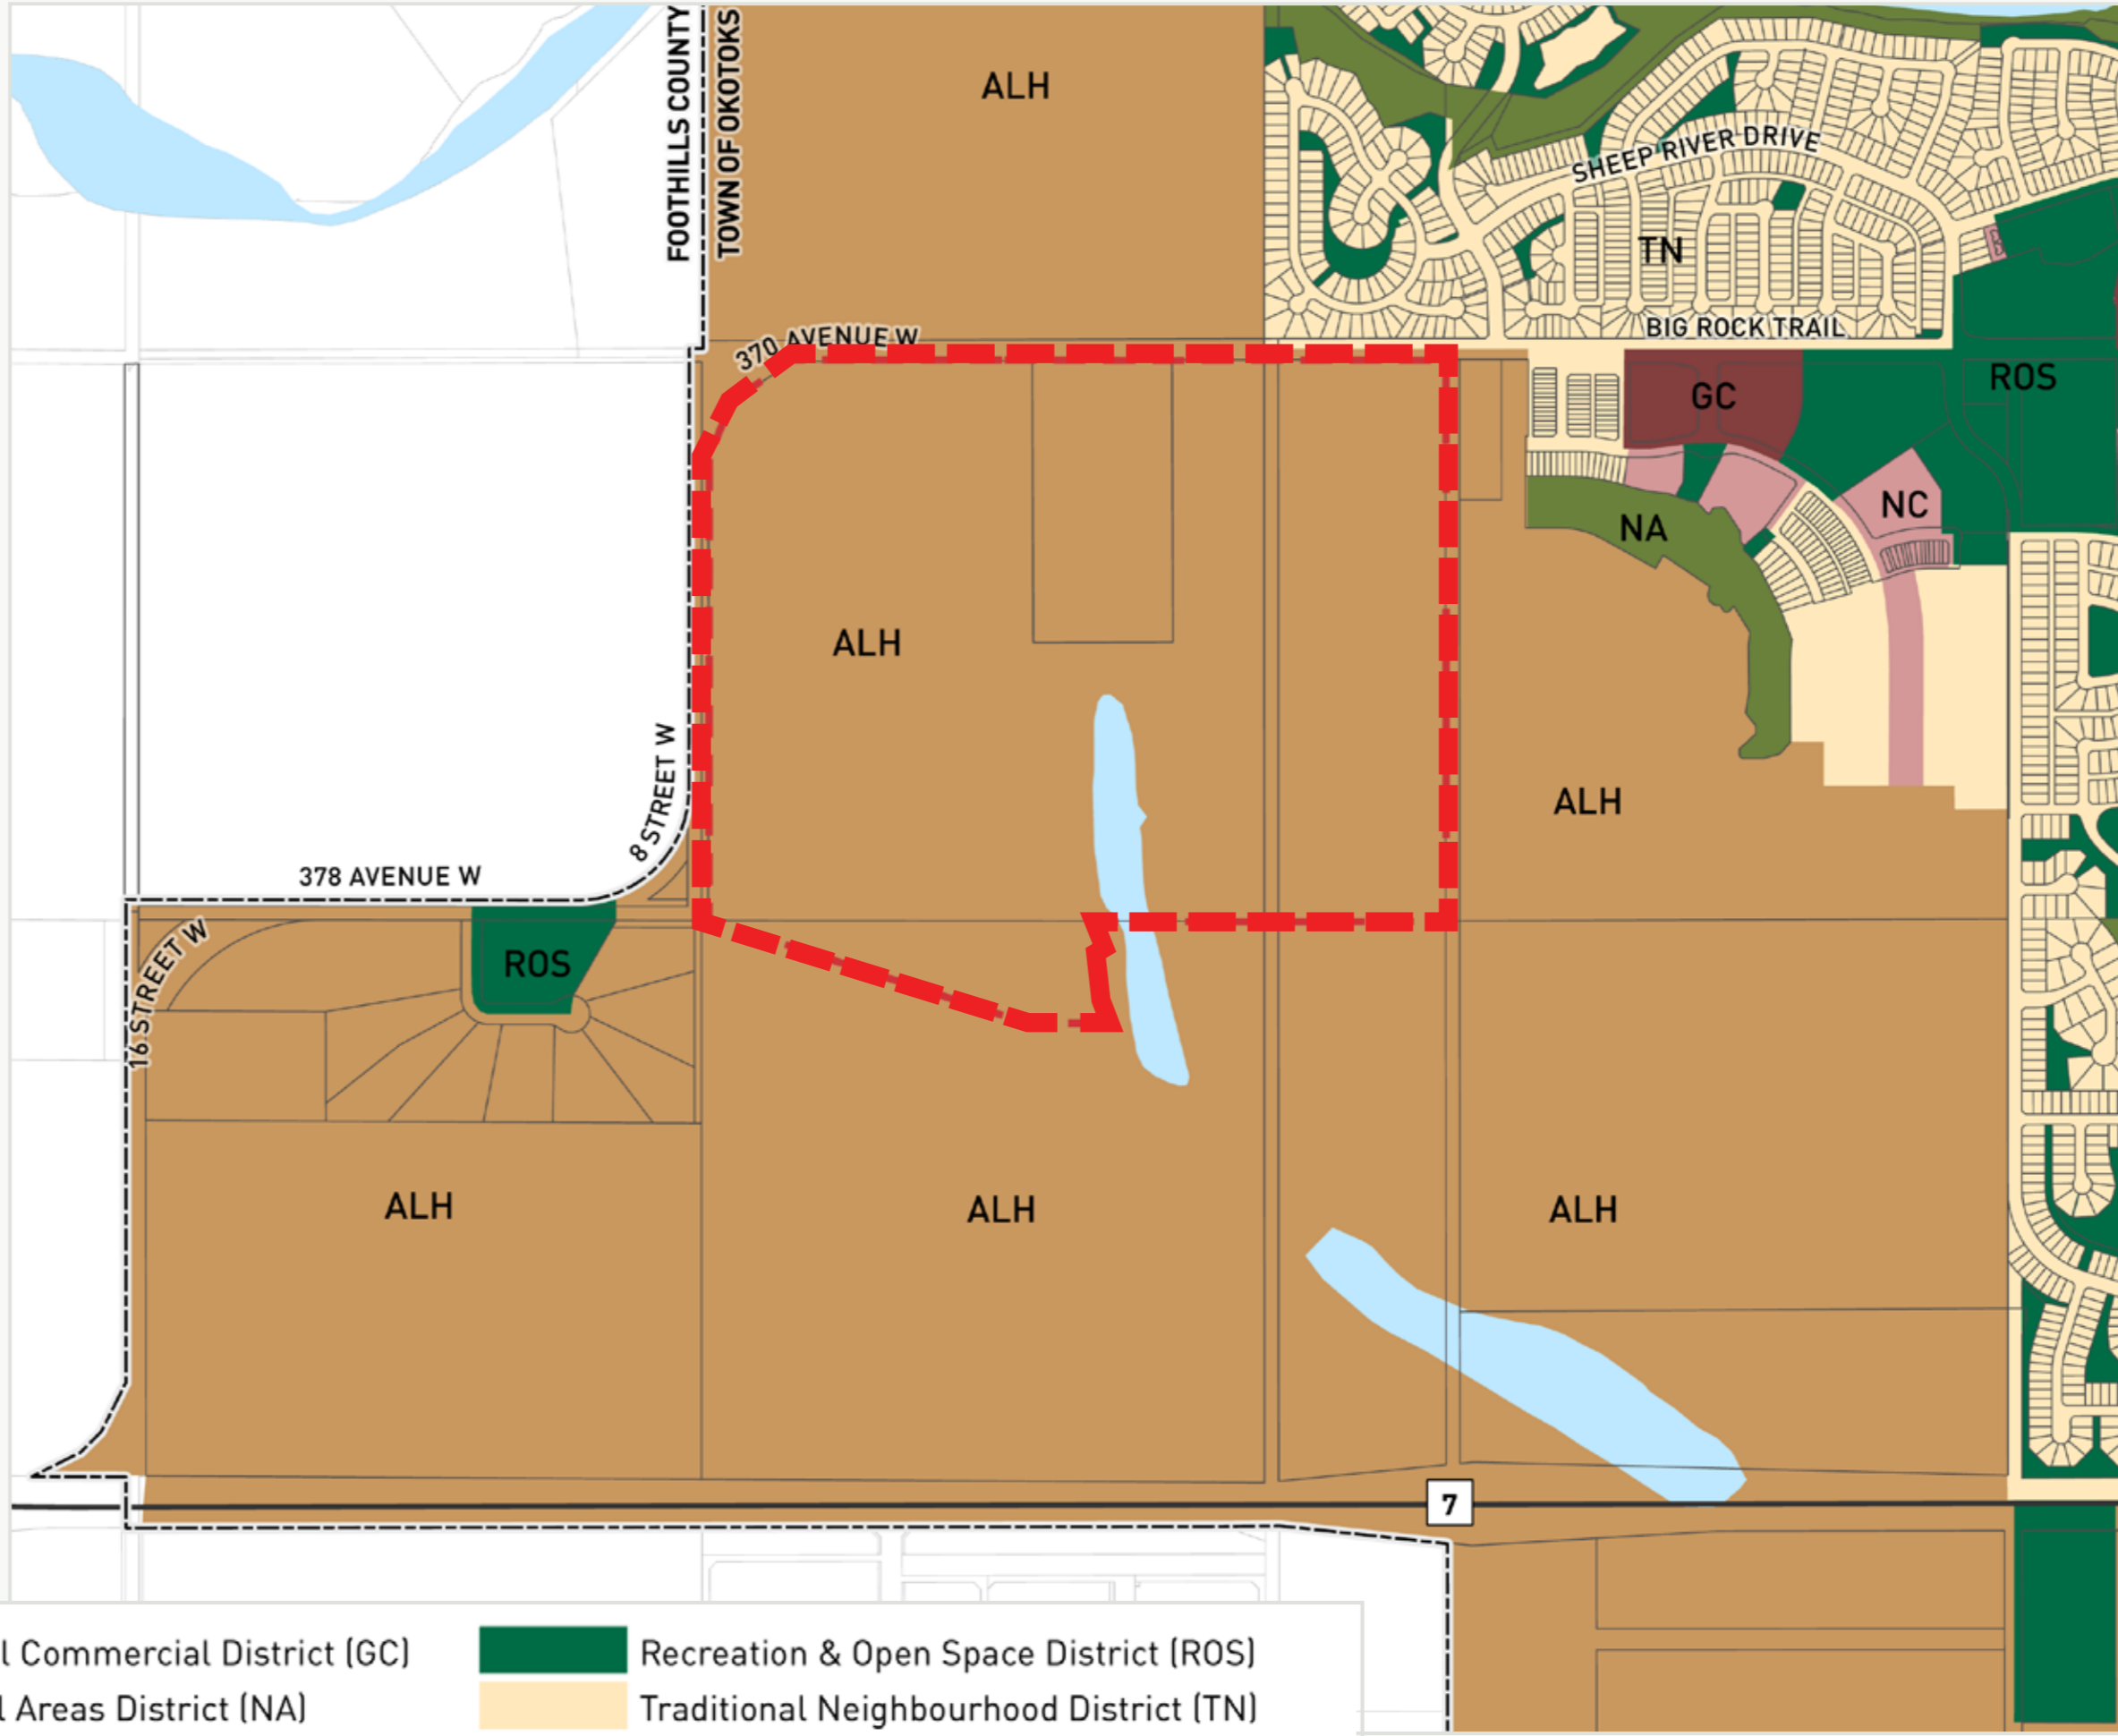 FOOTHILLS COUNTY
TOWN OF OKOTOKS
ALH
SHEEP RIVER DRIVE
TN
BIG ROCK TRAIL
370 AVENUE W
GC
ROS
NC
NA
ALH
8 STREET W
ALH
378 AVENUE W
16 STREET W
ROS
ALH
ALH
ALH
7
l Commercial District (GC)
Recreation & Open Space District (ROS)
l Areas District (NA)
Traditional Neighbourhood District (TN)